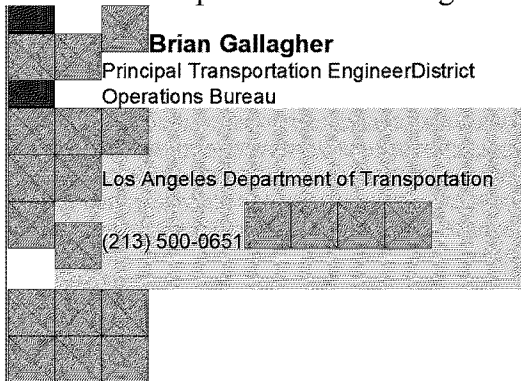 Brian Gallagher
Principal Transportation EngineerDistrict
Operations Bureau
Los Angeles Department of Transportation
(213) 500-0651